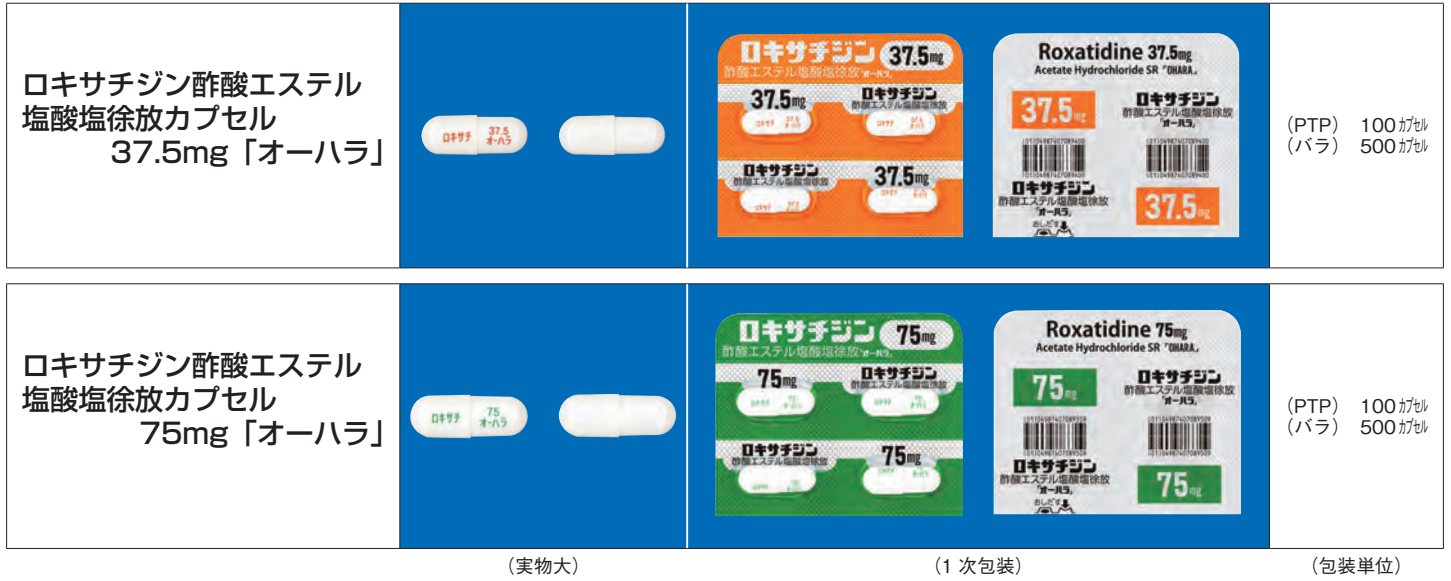 ロキサチジン酢酸エステル
塩酸塩徐放カプセル
37.5mg「オーハラ」
ロキサチ
37.5
オーハラ
ロキサチジン 37.5mg
酢酸エステル塩酸塩徐放「オーハラ」
37.5mg
ロキサチジン
酢酸エステル塩酸塩徐放
ロキサチジン
酢酸エステル塩酸塩徐放
37.5mg
Roxatidine 37.5mg
Acetate Hydrochloride SR「OHARA」
37.5mg
ロキサチジン
酢酸エステル塩酸塩徐放
「オーハラ」
(01)04987407089400
(01)04987407089400
ロキサチジン
酢酸エステル塩酸塩徐放
「オーハラ」
おしだす
37.5mg
(PTP) 100カプセル
(バラ) 500カプセル
ロキサチジン酢酸エステル
塩酸塩徐放カプセル
75mg「オーハラ」
ロキサチ
75
オーハラ
ロキサチジン 75mg
酢酸エステル塩酸塩徐放「オーハラ」
75mg
ロキサチジン
酢酸エステル塩酸塩徐放
ロキサチジン
酢酸エステル塩酸塩徐放
75mg
Roxatidine 75mg
Acetate Hydrochloride SR「OHARA」
75mg
ロキサチジン
酢酸エステル塩酸塩徐放
「オーハラ」
(01)04987407089509
(01)04987407089509
ロキサチジン
酢酸エステル塩酸塩徐放
「オーハラ」
おしだす
75mg
(PTP) 100カプセル
(バラ) 500カプセル
(実物大)
(1次包装)
(包装単位)